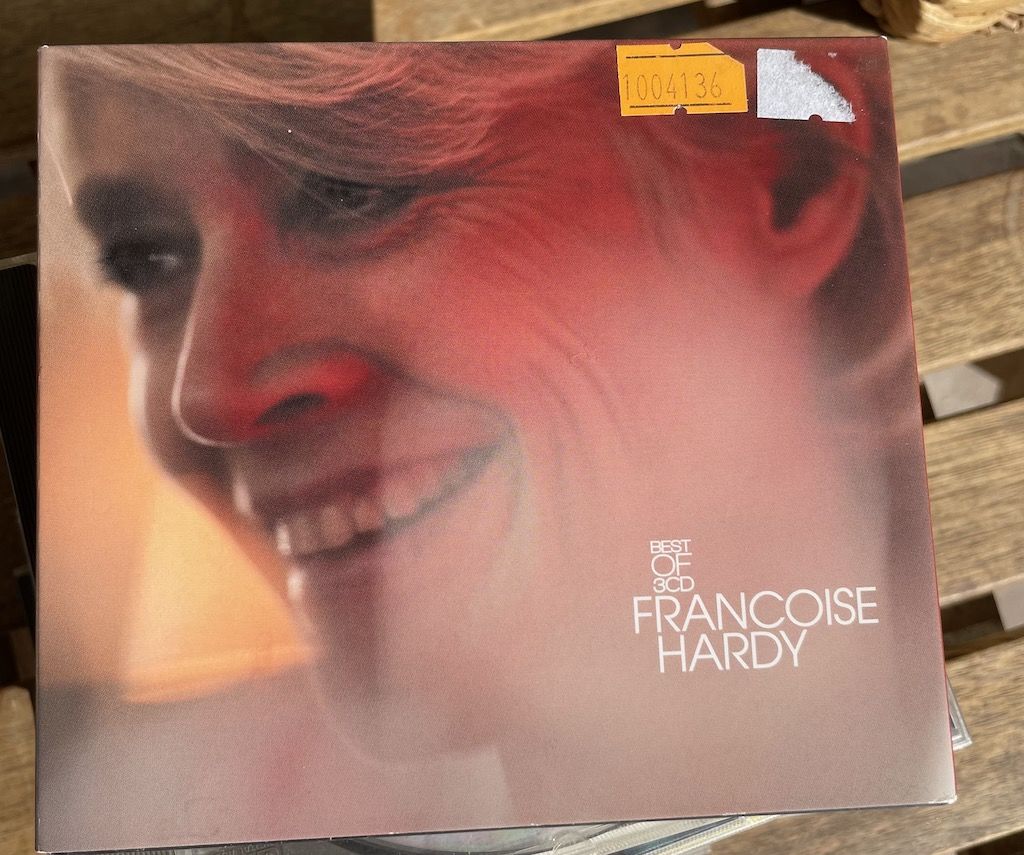 1004136
BEST
OF
3CD
FRANCOISE
HARDY